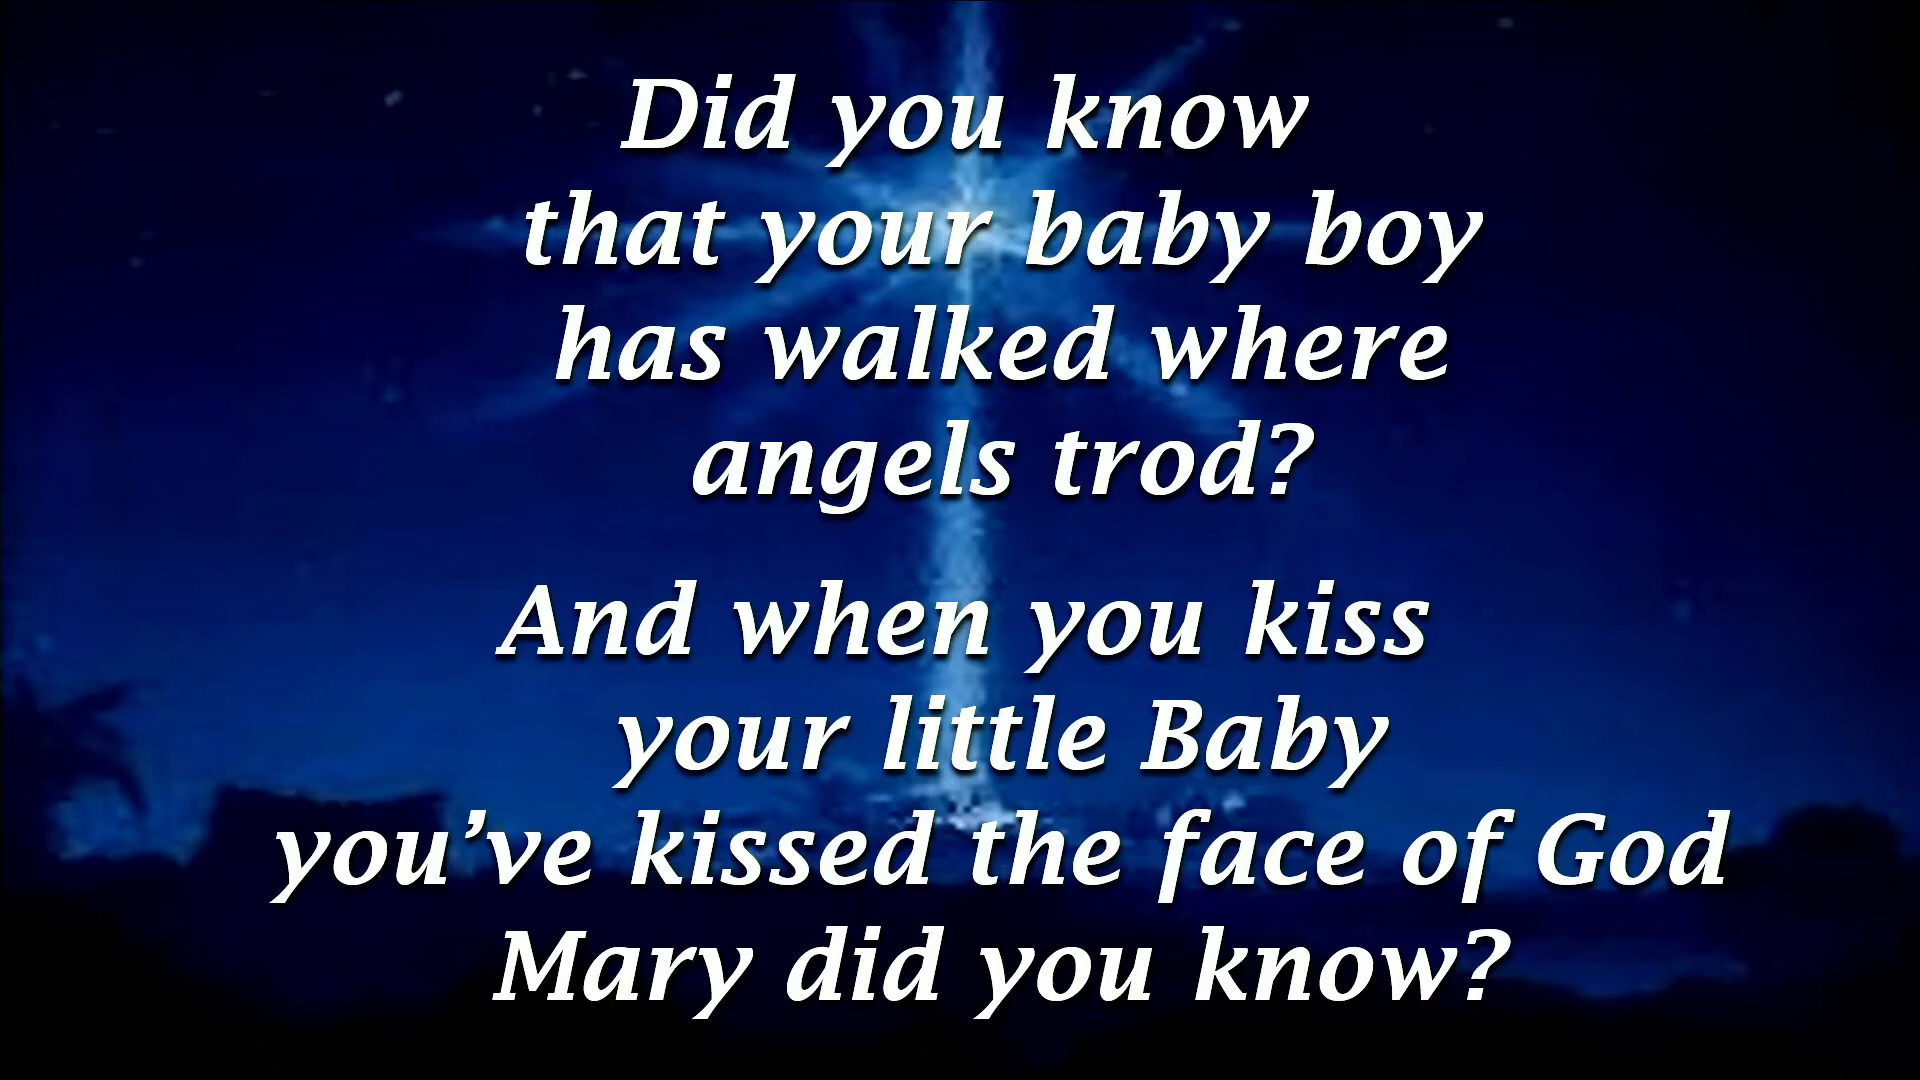 Did you know
that your baby boy
has walked where
angels trod?
And when you kiss
your little Baby
you’ve kissed the face of God
Mary did you know?